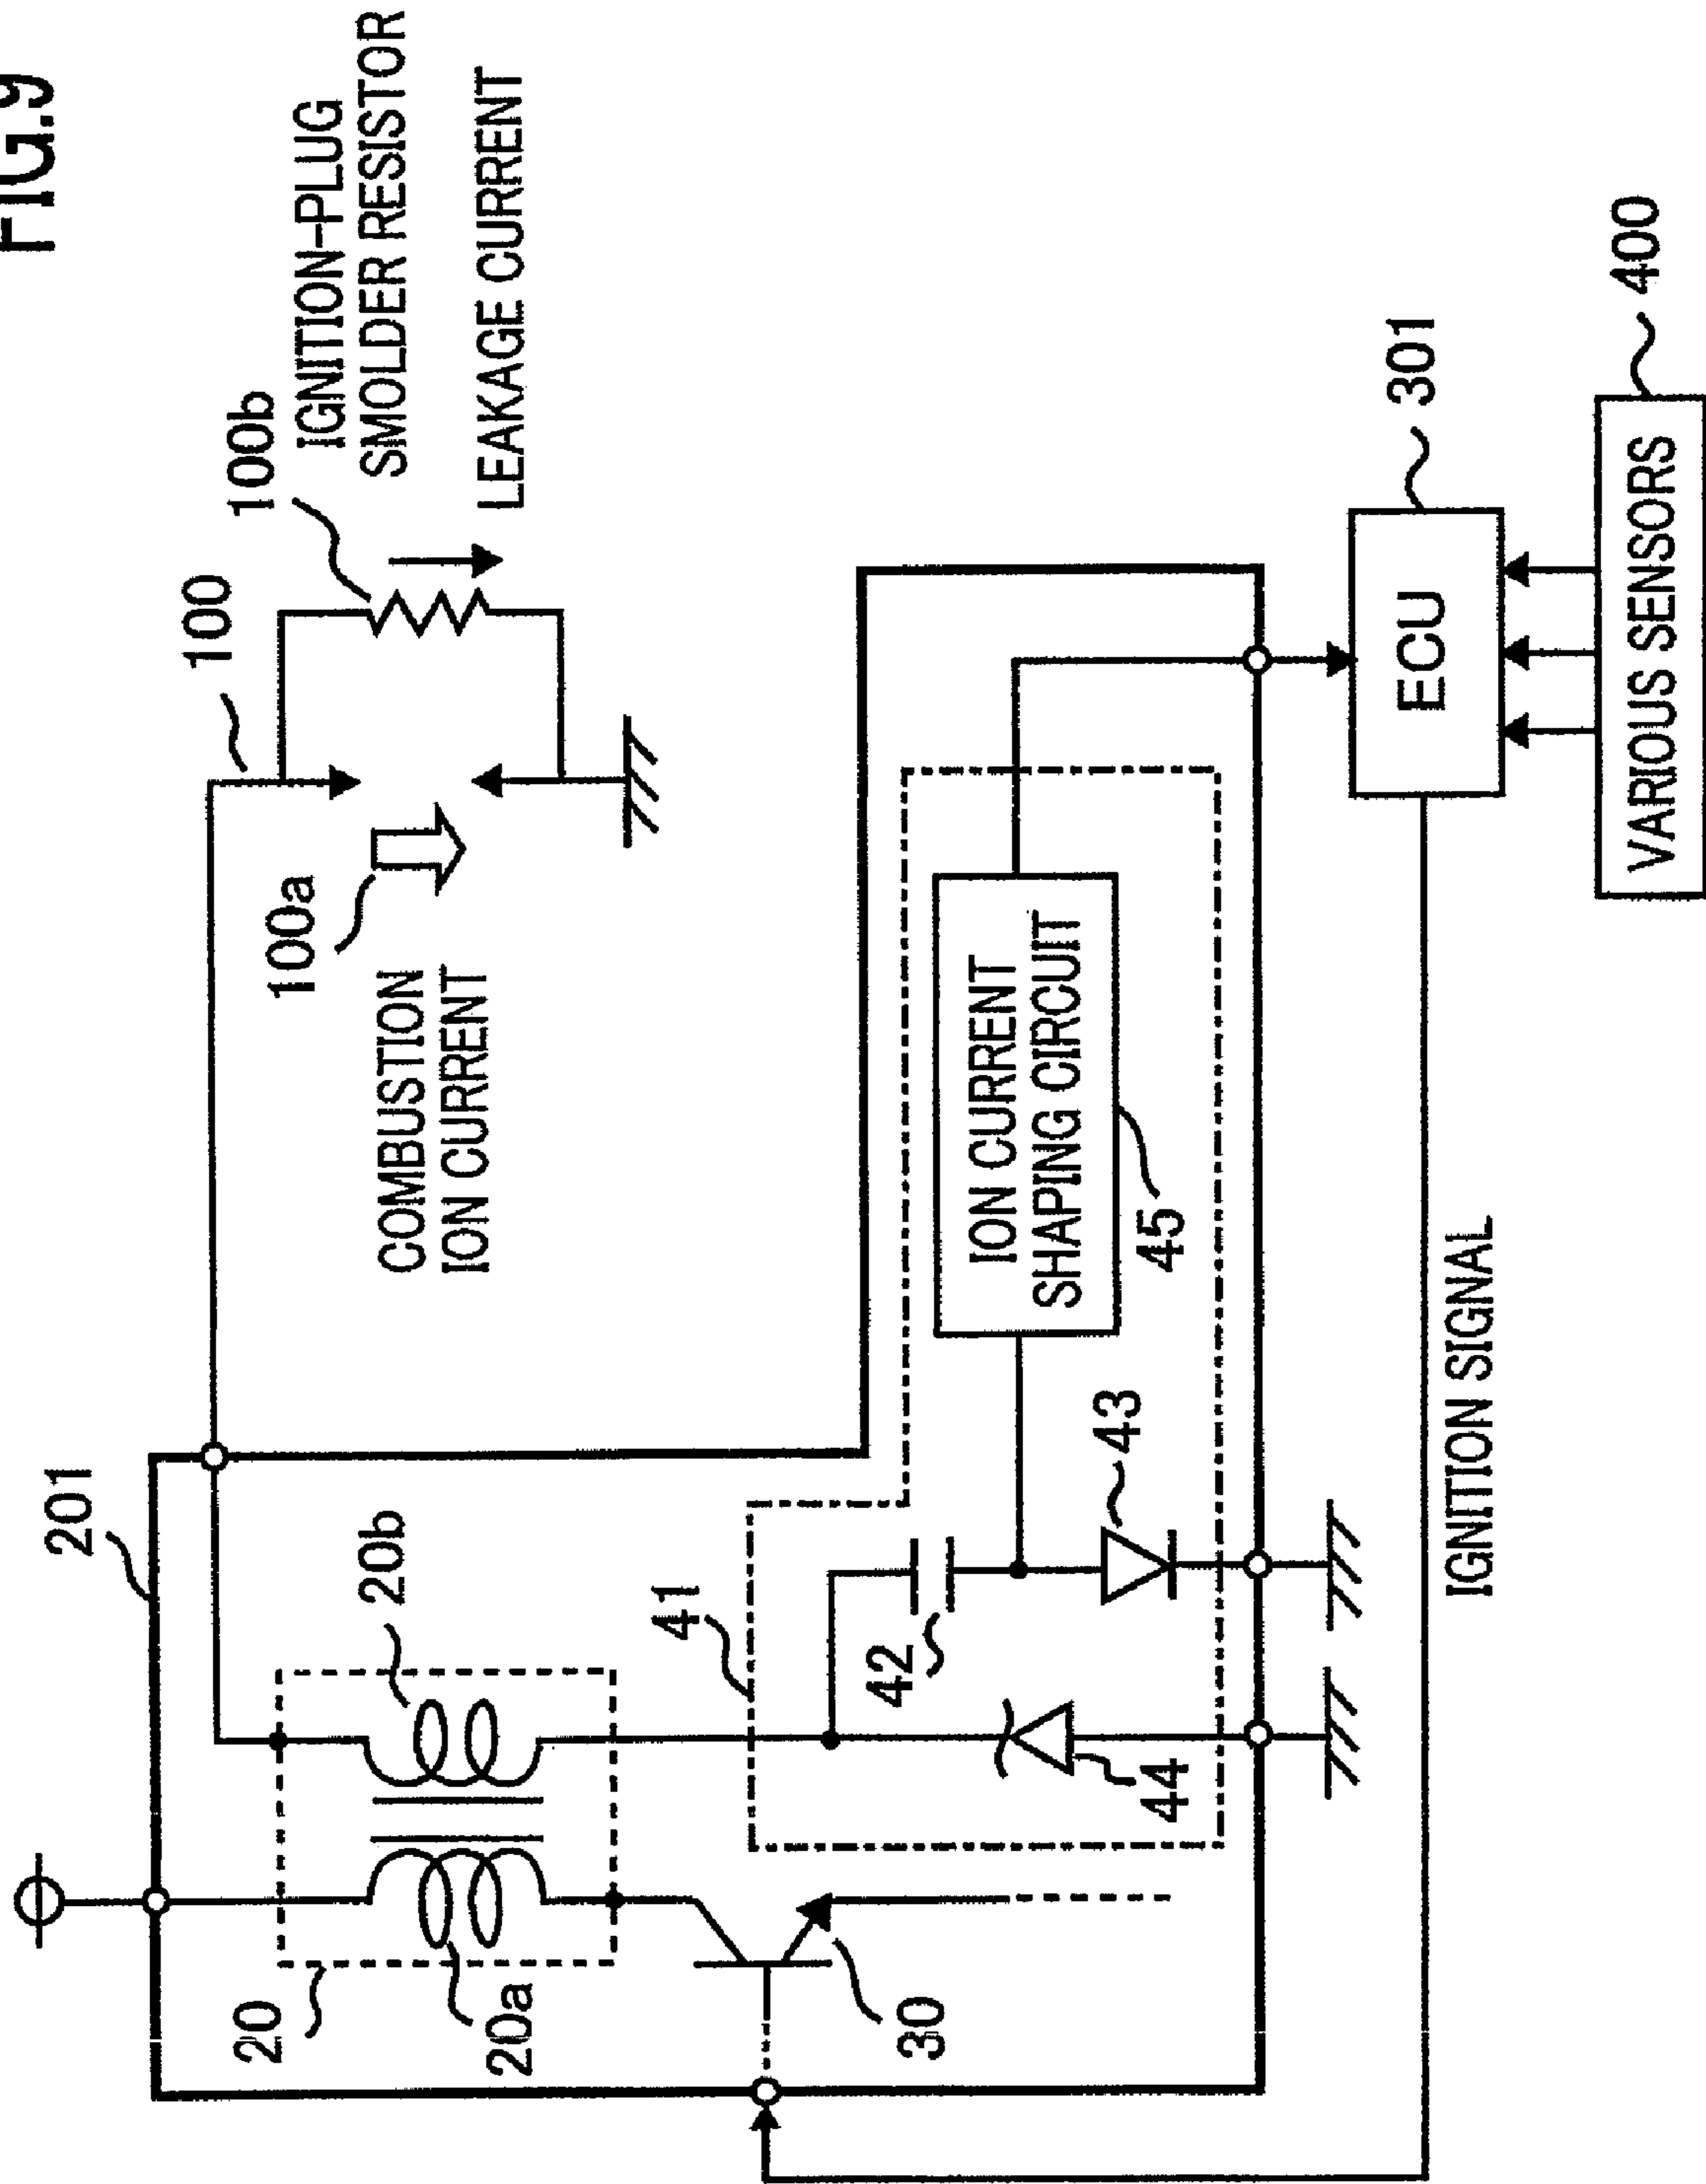 FIG.9
201
20
20a
20b
30
41
42
43
44
45
ION CURRENT
SHAPING CIRCUIT
100
100a
COMBUSTION
ION CURRENT
100b
IGNITION-PLUG
SMOLDER RESISTOR
LEAKAGE CURRENT
ECU
301
VARIOUS SENSORS
400
IGNITION SIGNAL